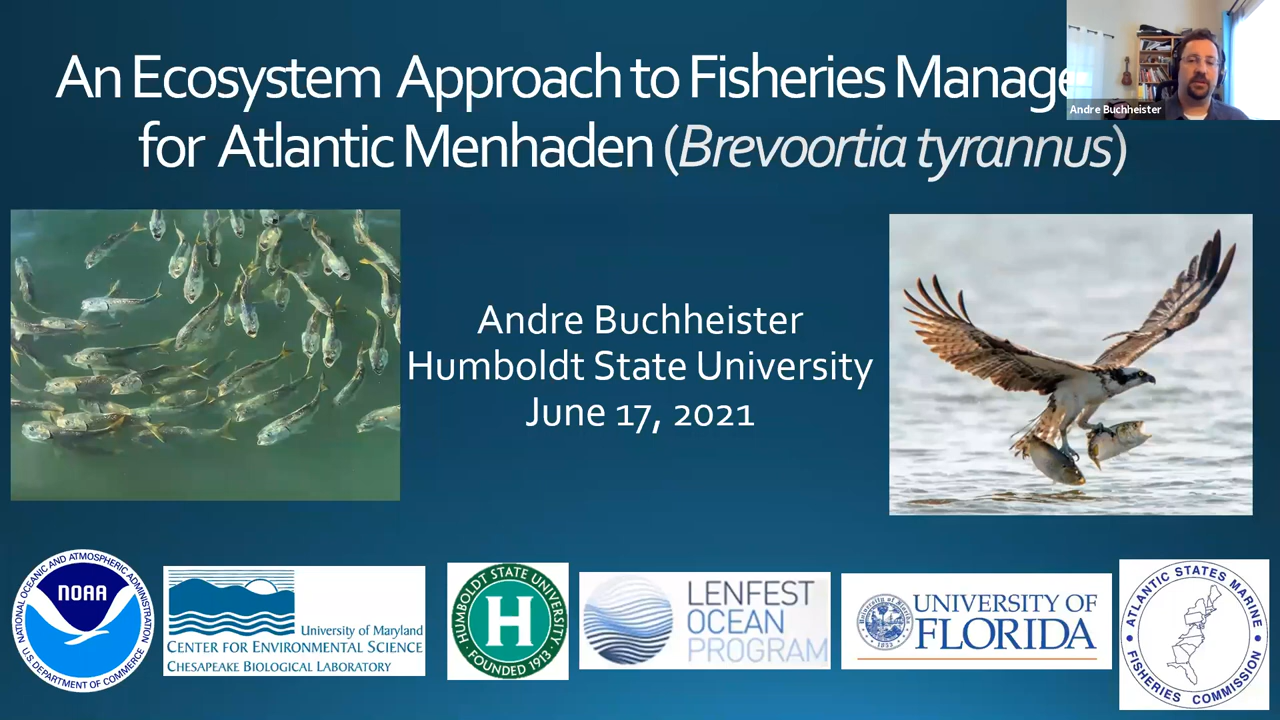 An Ecosystem Approach to Fisheries Manage
Andre Buchheister
for Atlantic Menhaden (Brevoortia tyrannus)
Andre Buchheister
Humboldt State University
June 17, 2021
NATIONAL OCEANIC AND ATMOSPHERIC ADMINISTRATION
NOAA
U.S. DEPARTMENT OF COMMERCE
University of Maryland
CENTER FOR ENVIRONMENTAL SCIENCE
CHESAPEAKE BIOLOGICAL LABORATORY
HUMBOLDT STATE UNIVERSITY
H
FOUNDED 1913
LENFEST
OCEAN
PROGRAM
UNIVERSITY OF
FLORIDA
ATLANTIC STATES MARINE
FISHERIES COMMISSION